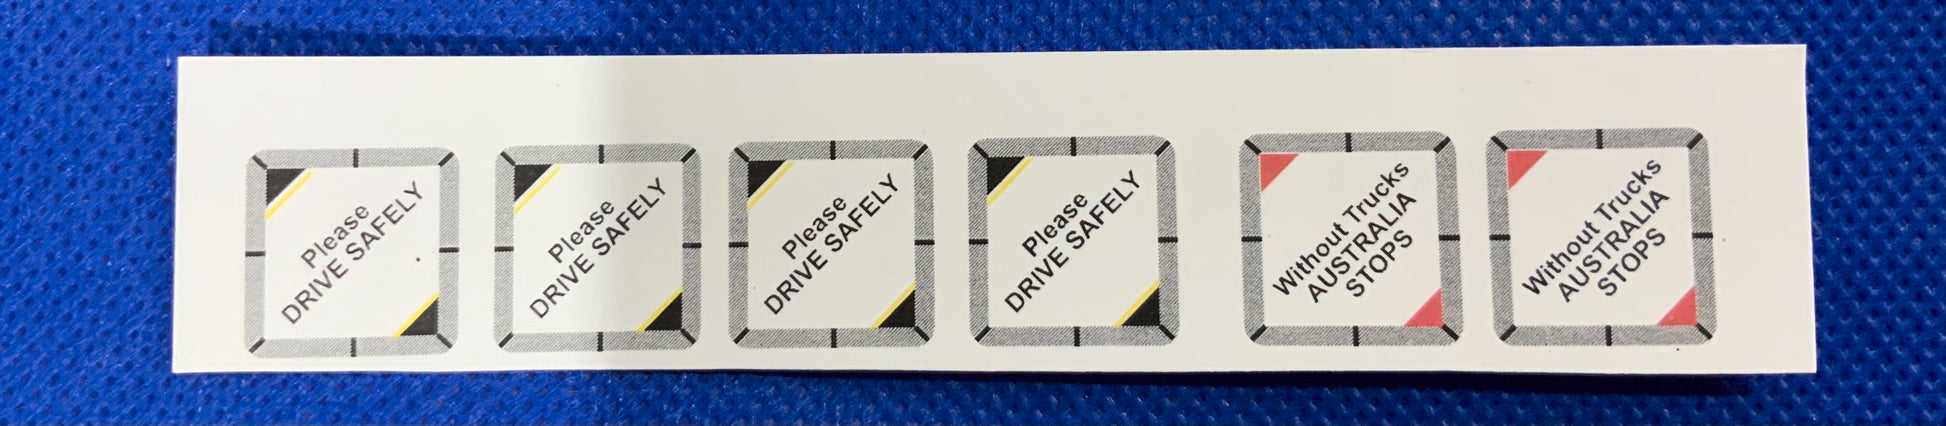 Please
DRIVE SAFELY
Please
DRIVE SAFELY
Please
DRIVE SAFELY
Please
DRIVE SAFELY
Without Trucks
AUSTRALIA
STOPS
Without Trucks
AUSTRALIA
STOPS